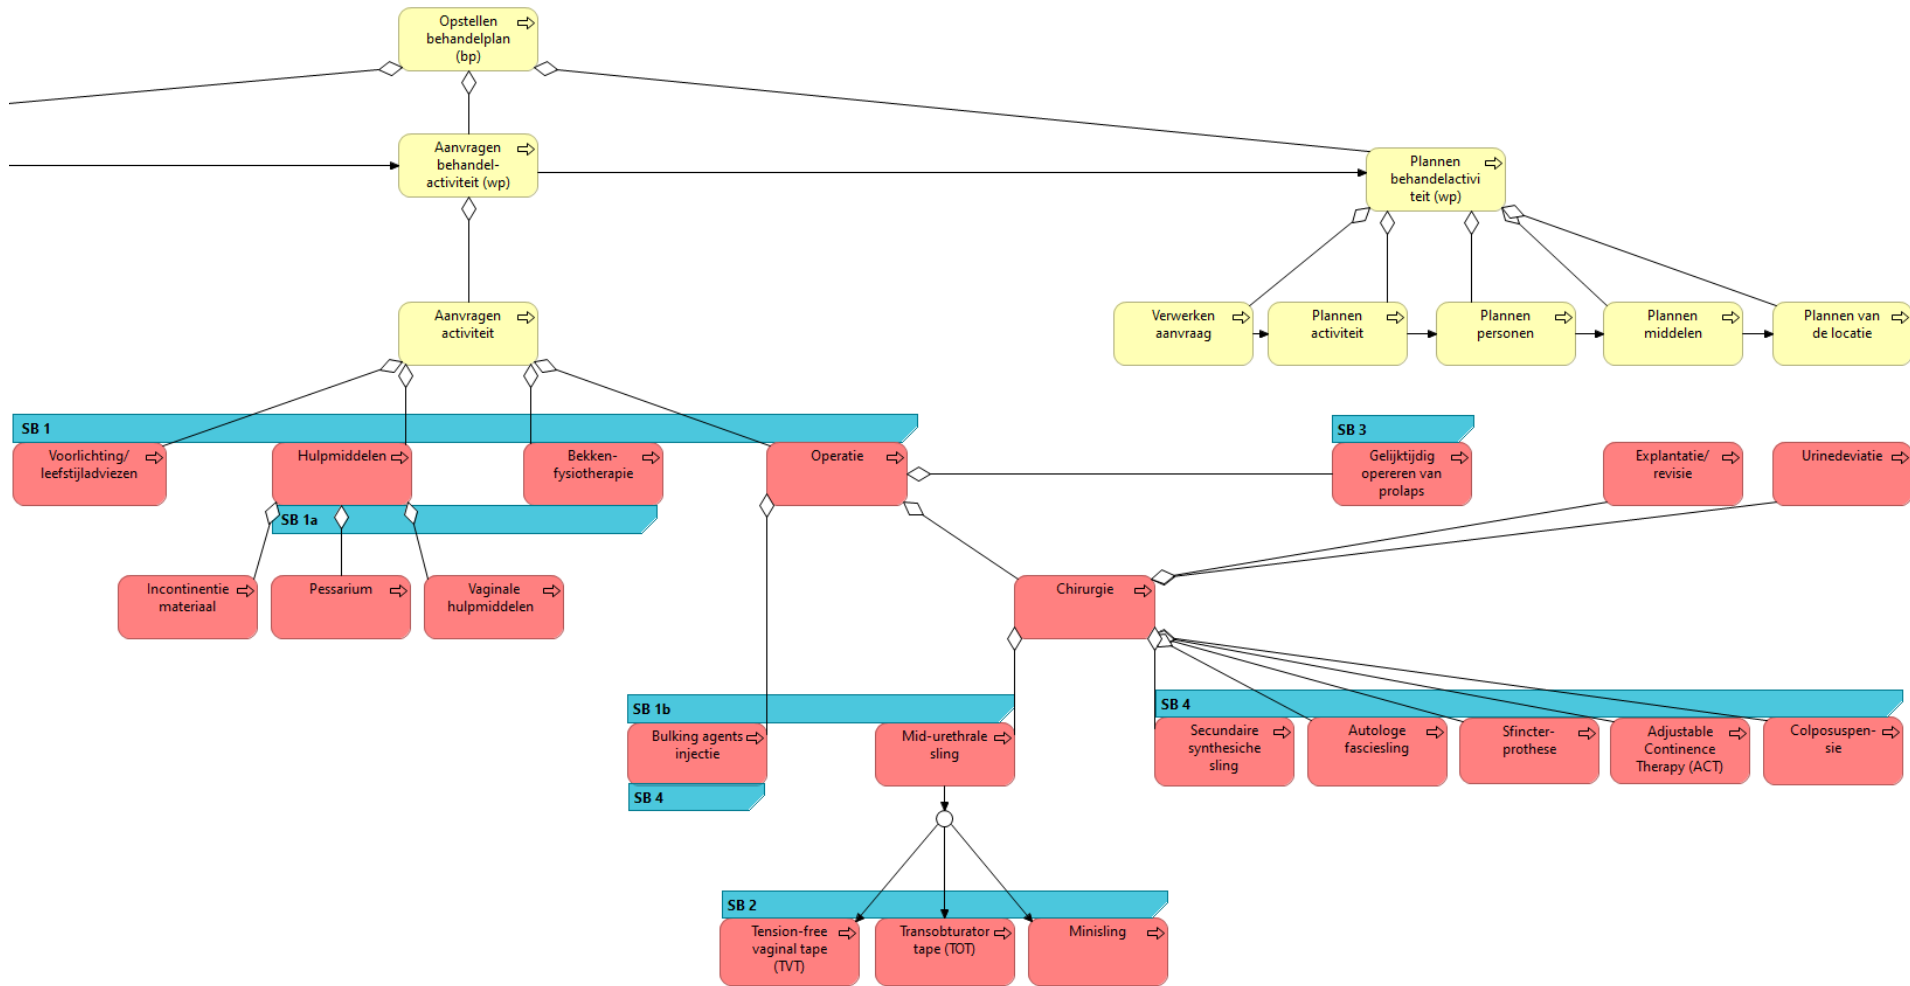 Opstellen
behandelplan
(bp)
Aanvragen
behandel-
activiteit (wp)
Plannen
behandelactivi
teit (wp)
Aanvragen
activiteit
Verwerken
aanvraag
Plannen
activiteit
Plannen
personen
Plannen
middelen
Plannen van
de locatie
SB 1
SB 3
Voorlichting/
leefstijladviezen
Hulpmiddelen
Bekken-
fysiotherapie
Operatie
Gelijktijdig
opereren van
prolaps
Explantatie/
revisie
Urinedeviatie
SB 1a
Incontinentie
materiaal
Pessarium
Vaginale
hulpmiddelen
Chirurgie
SB 1b
SB 4
Bulking agents
injectie
Mid-urethrale
sling
Secundaire
synthesiche
sling
Autologe
fasciesling
Sfincter-
prothese
Adjustable
Continence
Therapy (ACT)
Colposuspen-
sie
SB 4
SB 2
Tension-free
vaginal tape
(TVT)
Transobturator
tape (TOT)
Minisling